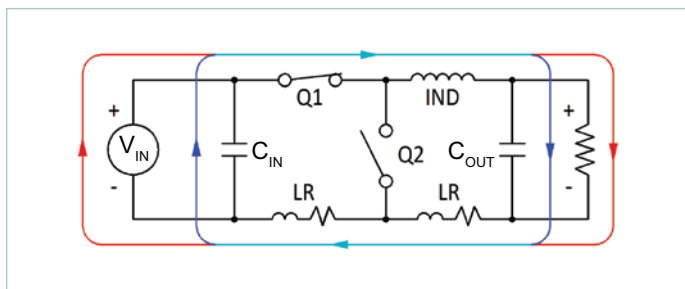 Q1
IND
+
+
VIN
CIN
Q2
COUT
-
LR
LR
-